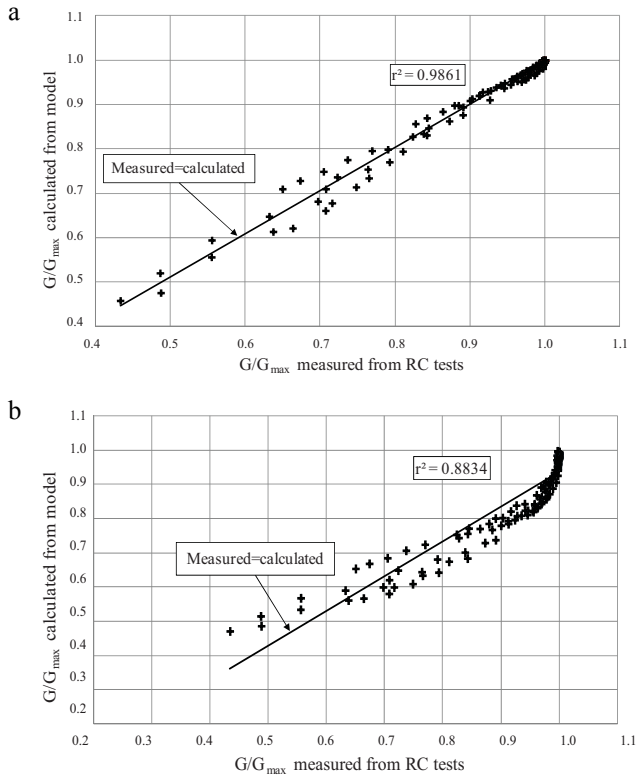 a
1.1
1.0
0.9
0.8
0.7
0.6
0.5
0.4
G/Gmax calculated from model
r² = 0.9861
Measured=calculated
0.4 0.5 0.6 0.7 0.8 0.9 1.0 1.1
G/Gmax measured from RC tests
b
1.1
1.0
0.9
0.8
0.7
0.6
0.5
0.4
0.2
0.2
G/Gmax calculated from model
r² = 0.8834
Measured=calculated
0.2 0.3 0.4 0.5 0.6 0.7 0.8 0.9 1.0 1.1
G/Gmax measured from RC tests